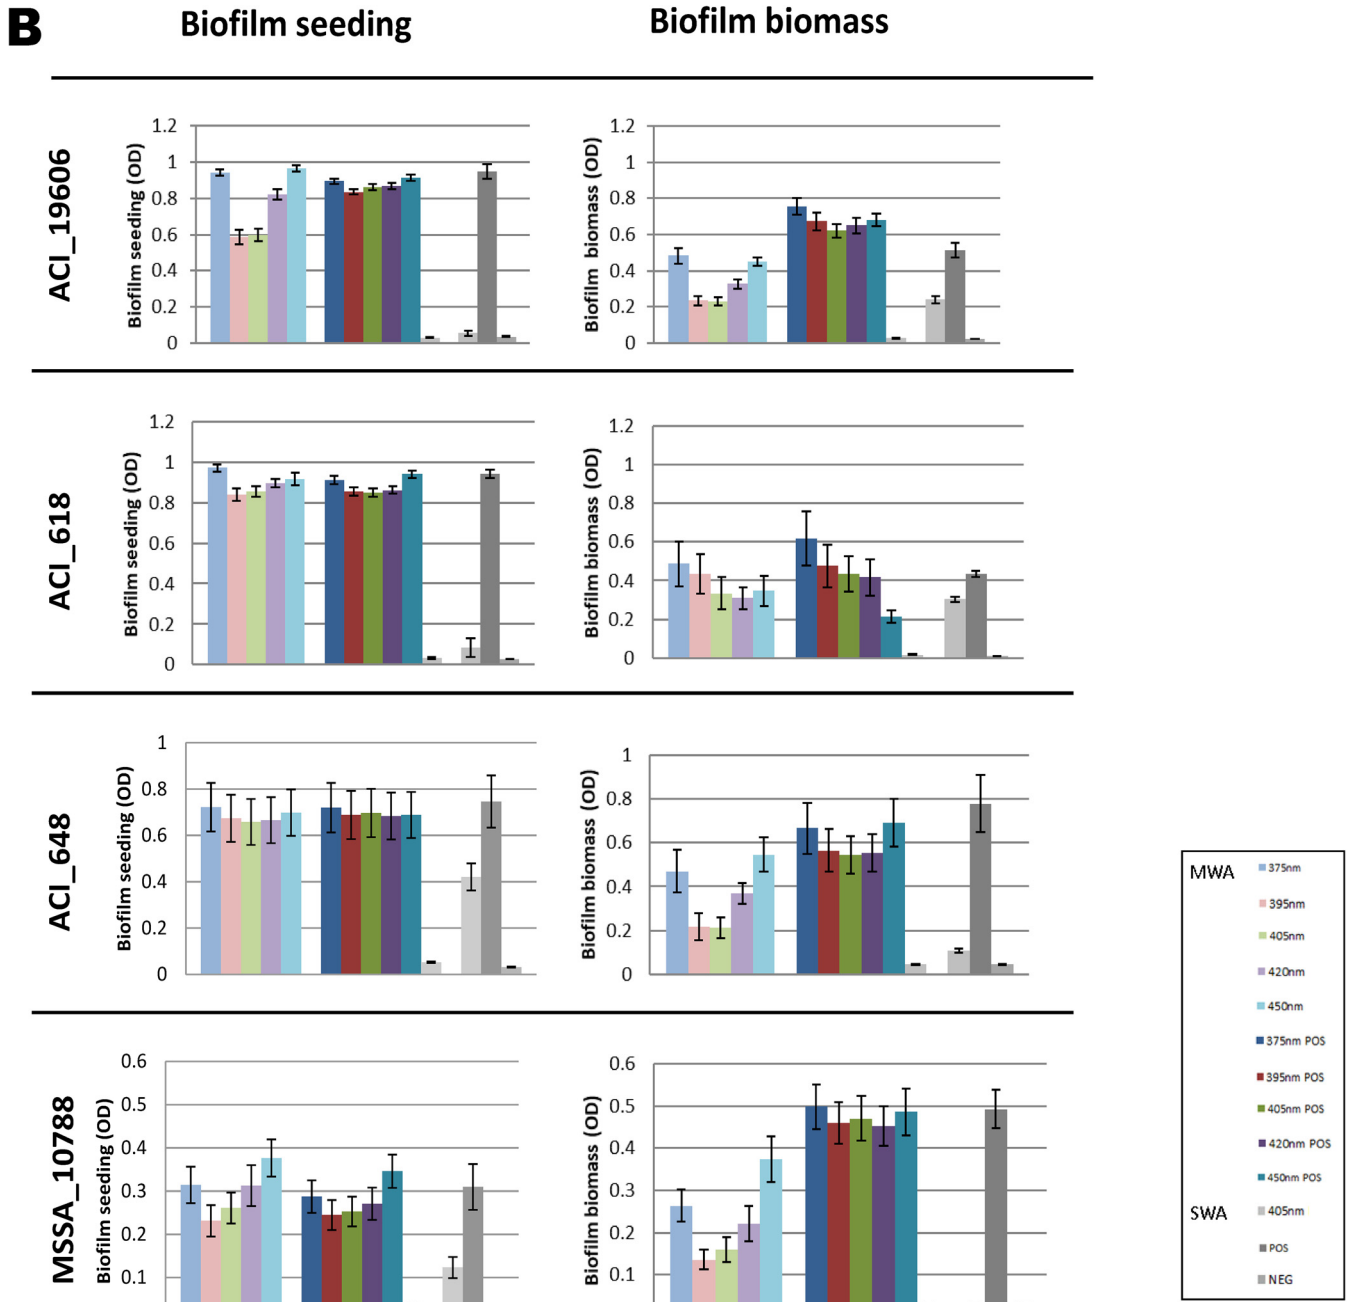 B
Biofilm seeding
Biofilm biomass
ACI_19606
Biofilm seeding (OD)
1.2
1
0.8
0.6
0.4
0.2
0
Biofilm biomass (OD)
1.2
1
0.8
0.6
0.4
0.2
0
ACI_618
Biofilm seeding (OD)
1.2
1
0.8
0.6
0.4
0.2
0
Biofilm biomass (OD)
1.2
1
0.8
0.6
0.4
0.2
0
ACI_648
Biofilm seeding (OD)
1
0.8
0.6
0.4
0.2
0
Biofilm biomass (OD)
1
0.8
0.6
0.4
0.2
0
MSSA_10788
Biofilm seeding (OD)
0.6
0.5
0.4
0.3
0.2
0.1
Biofilm biomass (OD)
0.6
0.5
0.4
0.3
0.2
0.1
MWA
375nm
395nm
405nm
420nm
450nm
375nm POS
395nm POS
405nm POS
420nm POS
450nm POS
SWA
405nm
POS
NEG